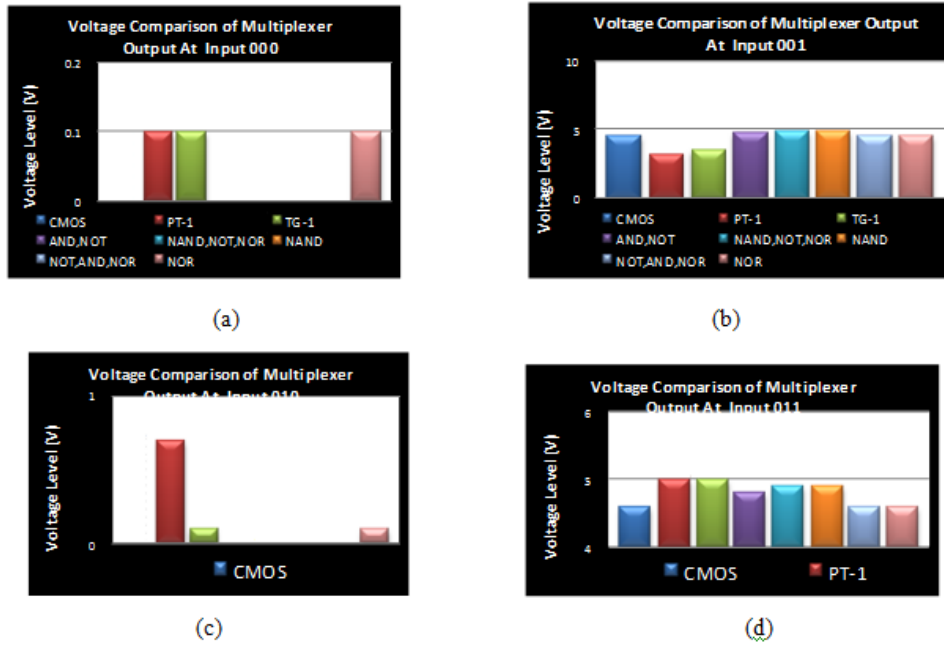 Voltage Comparison of Multiplexer
Output At Input 000
Voltage Level (V)
0.2
0.1
0
CMOS PT-1 TG-1
AND,NOT NAND,NOT,NOR NAND
NOT,AND,NOR NOR
(a)
Voltage Comparison of Multiplexer Output
At Input 001
Voltage Level (V)
10
5
0
CMOS PT-1 TG-1
AND,NOT NAND,NOT,NOR NAND
NOT,AND,NOR NOR
(b)
Voltage Comparison of Multiplexer
Output At Input 010
Voltage Level (V)
1
0
CMOS
(c)
Voltage Comparison of Multiplexer
Output At Input 011
Voltage Level (V)
6
5
4
CMOS PT-1
(d)